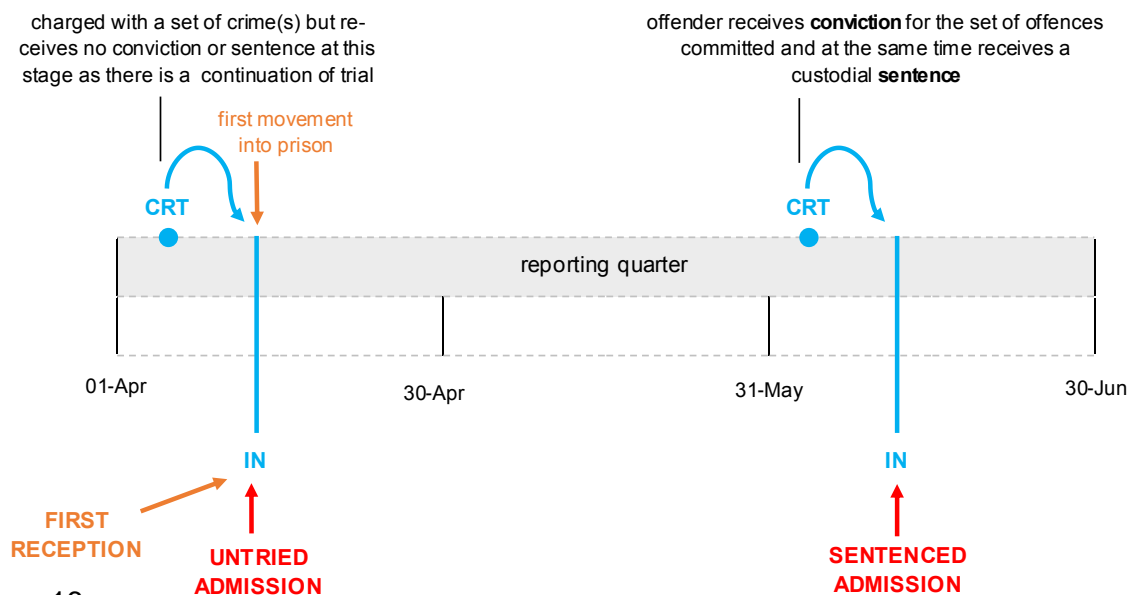 charged with a set of crime(s) but re-
ceives no conviction or sentence at this
stage as there is a continuation of trial
offender receives conviction for the set of offences
committed and at the same time receives a
custodial sentence
first movement
into prison
CRT
CRT
reporting quarter
01-Apr
30-Apr
31-May
30-Jun
IN
IN
FIRST
RECEPTION
UNTRIED
ADMISSION
SENTENCED
ADMISSION